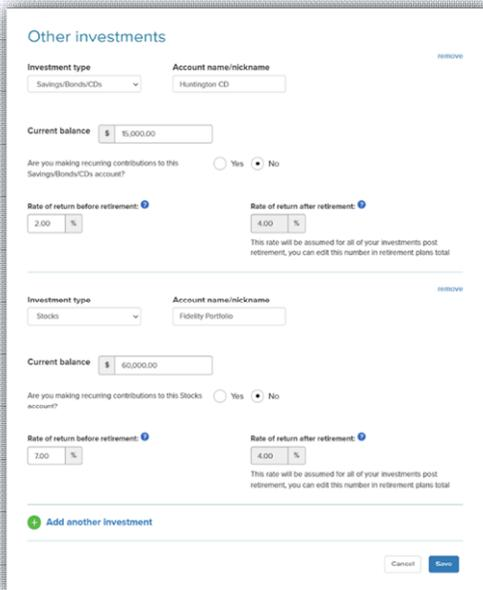 Other investments
remove
Investment type Account name/nickname
Savings/Bonds/CDs Huntington CD
Current balance $ 15,000.00
Are you making recurring contributions to this Yes No
Savings/Bonds/CDs account?
Rate of return before retirement: ? Rate of return after retirement: ?
2.00 % 4.00 %
This rate will be assumed for all of your investments post
retirement, you can edit this number in retirement plans total
remove
Investment type Account name/nickname
Stocks Fidelity Portfolio
Current balance $ 60,000.00
Are you making recurring contributions to this Stocks Yes No
account?
Rate of return before retirement: ? Rate of return after retirement: ?
7.00 % 4.00 %
This rate will be assumed for all of your investments post
retirement, you can edit this number in retirement plans total
+ Add another investment
Cancel Save